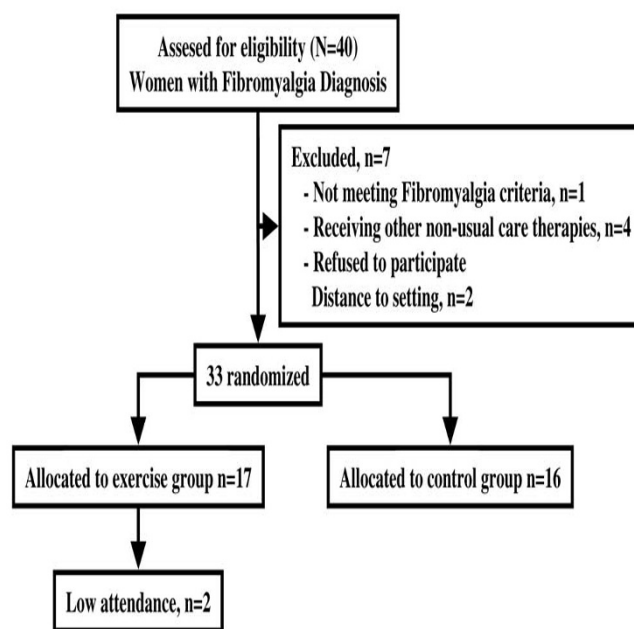 Assesed for eligibility (N=40)
Women with Fibromyalgia Diagnosis
Excluded, n=7
- Not meeting Fibromyalgia criteria, n=1
- Receiving other non-usual care therapies, n=4
- Refused to participate
Distance to setting, n=2
33 randomized
Allocated to exercise group n=17
Allocated to control group n=16
Low attendance, n=2